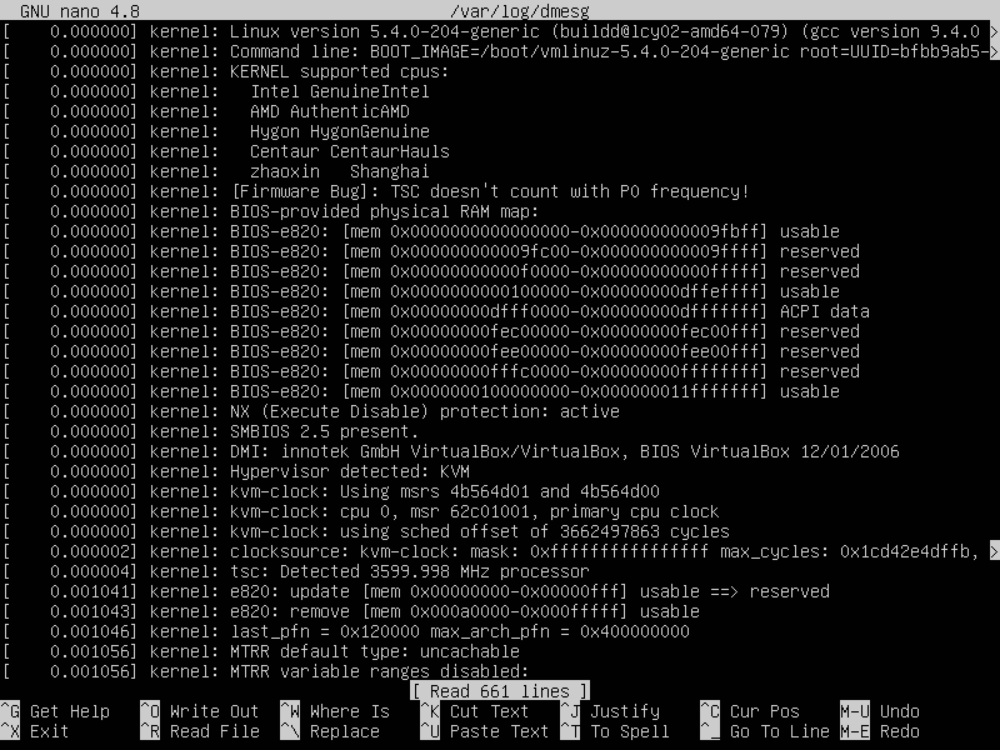 GNU nano 4.8 /var/log/dmesg
[    0.000000] kernel: Linux version 5.4.0-204-generic (buildd@lcy02-amd64-079) (gcc version 9.4.0 >
[    0.000000] kernel: Command line: BOOT_IMAGE=/boot/vmlinuz-5.4.0-204-generic root=UUID=bfbb9ab5->
[    0.000000] kernel: KERNEL supported cpus:
[    0.000000] kernel:   Intel GenuineIntel
[    0.000000] kernel:   AMD AuthenticAMD
[    0.000000] kernel:   Hygon HygonGenuine
[    0.000000] kernel:   Centaur CentaurHauls
[    0.000000] kernel:   zhaoxin   Shanghai
[    0.000000] kernel: [Firmware Bug]: TSC doesn't count with P0 frequency!
[    0.000000] kernel: BIOS-provided physical RAM map:
[    0.000000] kernel: BIOS-e820: [mem 0x0000000000000000-0x000000000009fbff] usable
[    0.000000] kernel: BIOS-e820: [mem 0x000000000009fc00-0x000000000009ffff] reserved
[    0.000000] kernel: BIOS-e820: [mem 0x00000000000f0000-0x00000000000fffff] reserved
[    0.000000] kernel: BIOS-e820: [mem 0x0000000000100000-0x00000000dffeffff] usable
[    0.000000] kernel: BIOS-e820: [mem 0x00000000dfff0000-0x00000000dfffffff] ACPI data
[    0.000000] kernel: BIOS-e820: [mem 0x00000000fec00000-0x00000000fec00fff] reserved
[    0.000000] kernel: BIOS-e820: [mem 0x00000000fee00000-0x00000000fee00fff] reserved
[    0.000000] kernel: BIOS-e820: [mem 0x00000000fffc0000-0x00000000ffffffff] reserved
[    0.000000] kernel: BIOS-e820: [mem 0x0000000100000000-0x000000011fffffff] usable
[    0.000000] kernel: NX (Execute Disable) protection: active
[    0.000000] kernel: SMBIOS 2.5 present.
[    0.000000] kernel: DMI: innotek GmbH VirtualBox/VirtualBox, BIOS VirtualBox 12/01/2006
[    0.000000] kernel: Hypervisor detected: KVM
[    0.000000] kernel: kvm-clock: Using msrs 4b564d01 and 4b564d00
[    0.000000] kernel: kvm-clock: cpu 0, msr 62c01001, primary cpu clock
[    0.000000] kernel: kvm-clock: using sched offset of 3662497863 cycles
[    0.000002] kernel: clocksource: kvm-clock: mask: 0xffffffffffffffff max_cycles: 0x1cd42e4dffb, >
[    0.000004] kernel: tsc: Detected 3599.998 MHz processor
[    0.001041] kernel: e820: update [mem 0x00000000-0x00000fff] usable ==> reserved
[    0.001043] kernel: e820: remove [mem 0x000a0000-0x000fffff] usable
[    0.001046] kernel: last_pfn = 0x120000 max_arch_pfn = 0x400000000
[    0.001056] kernel: MTRR default type: uncachable
[    0.001056] kernel: MTRR variable ranges disabled:
[ Read 661 lines ]
^G Get Help ^O Write Out ^W Where Is ^K Cut Text ^J Justify ^C Cur Pos M-U Undo
^X Exit ^R Read File ^\ Replace ^U Paste Text ^T To Spell ^_ Go To Line M-E Redo